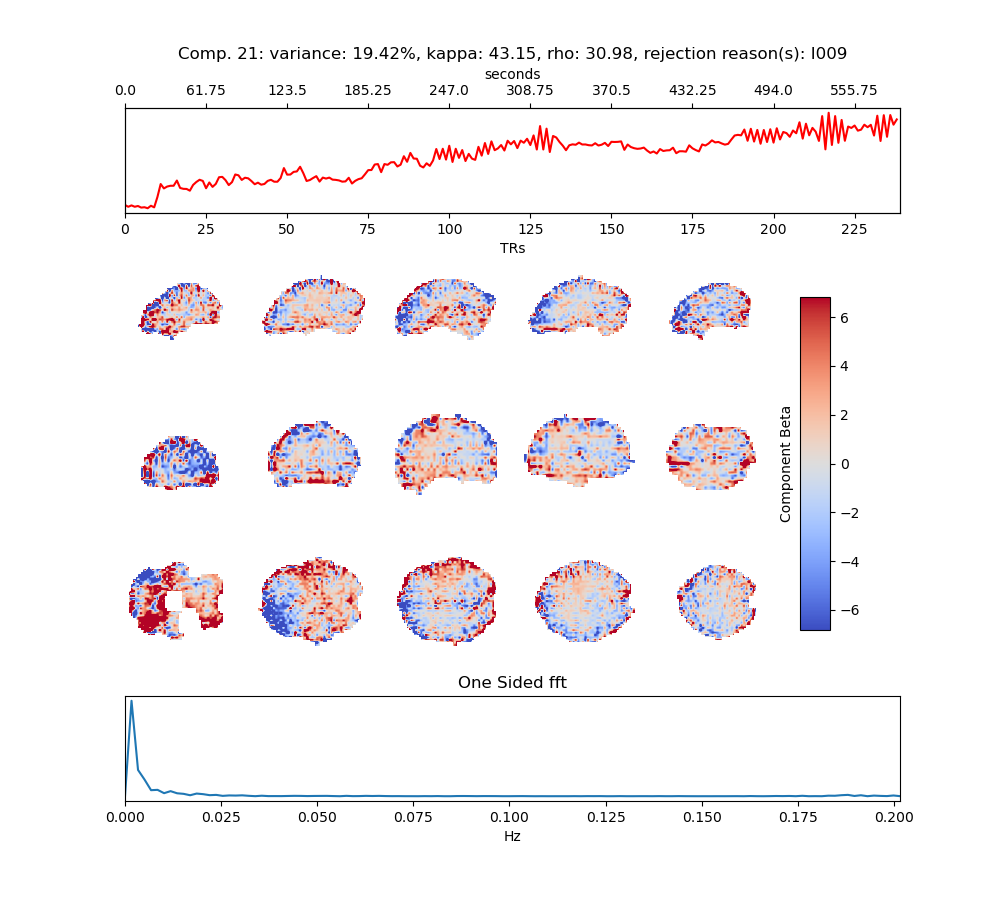 Comp. 21: variance: 19.42%, kappa: 43.15, rho: 30.98, rejection reason(s): I009
seconds
0.0 61.75 123.5 185.25 247.0 308.75 370.5 432.25 494.0 555.75
0 25 50 75 100 125 150 175 200 225
TRs
6
4
2
0
−2
−4
−6
Component Beta
One Sided fft
0.000 0.025 0.050 0.075 0.100 0.125 0.150 0.175 0.200
Hz